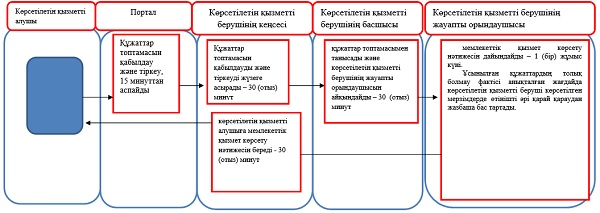 Көрсетілетін қызметті
алушы
Портал
Көрсетілетін қызметті
берушінің кеңсесі
Көрсетілетін қызметті
берушінің басшысы
Көрсетілетін қызметті берушінің
жауапты орындаушысы
Құжаттар
топтамасын
қабылдау
және тіркеу,
15 минуттан
аспайды
Құжаттар
топтамасын
қабылдауды және
тіркеуді жүзеге
асырады – 30 (отыз)
минут
құжаттар топтамасымен
танысады және
көрсетілетін қызметті
берушінің жауапты
орындаушысын
айқындайды – 30 (отыз)
минут
мемлекеттік қызмет көрсету
нәтижесін дайындайды – 1 (бір) жұмыс
күні.
Ұсынылған құжаттардың толық
болмау фактісі анықталған жағдайда
көрсетілетін қызметті беруші көрсетілген
мерзімдерде өтінішті әрі қарай қараудан
жазбаша бас тартады.
көрсетілетін қызметті
алушыға мемлекеттік
қызмет көрсету
нәтижесін береді - 30
(отыз) минут